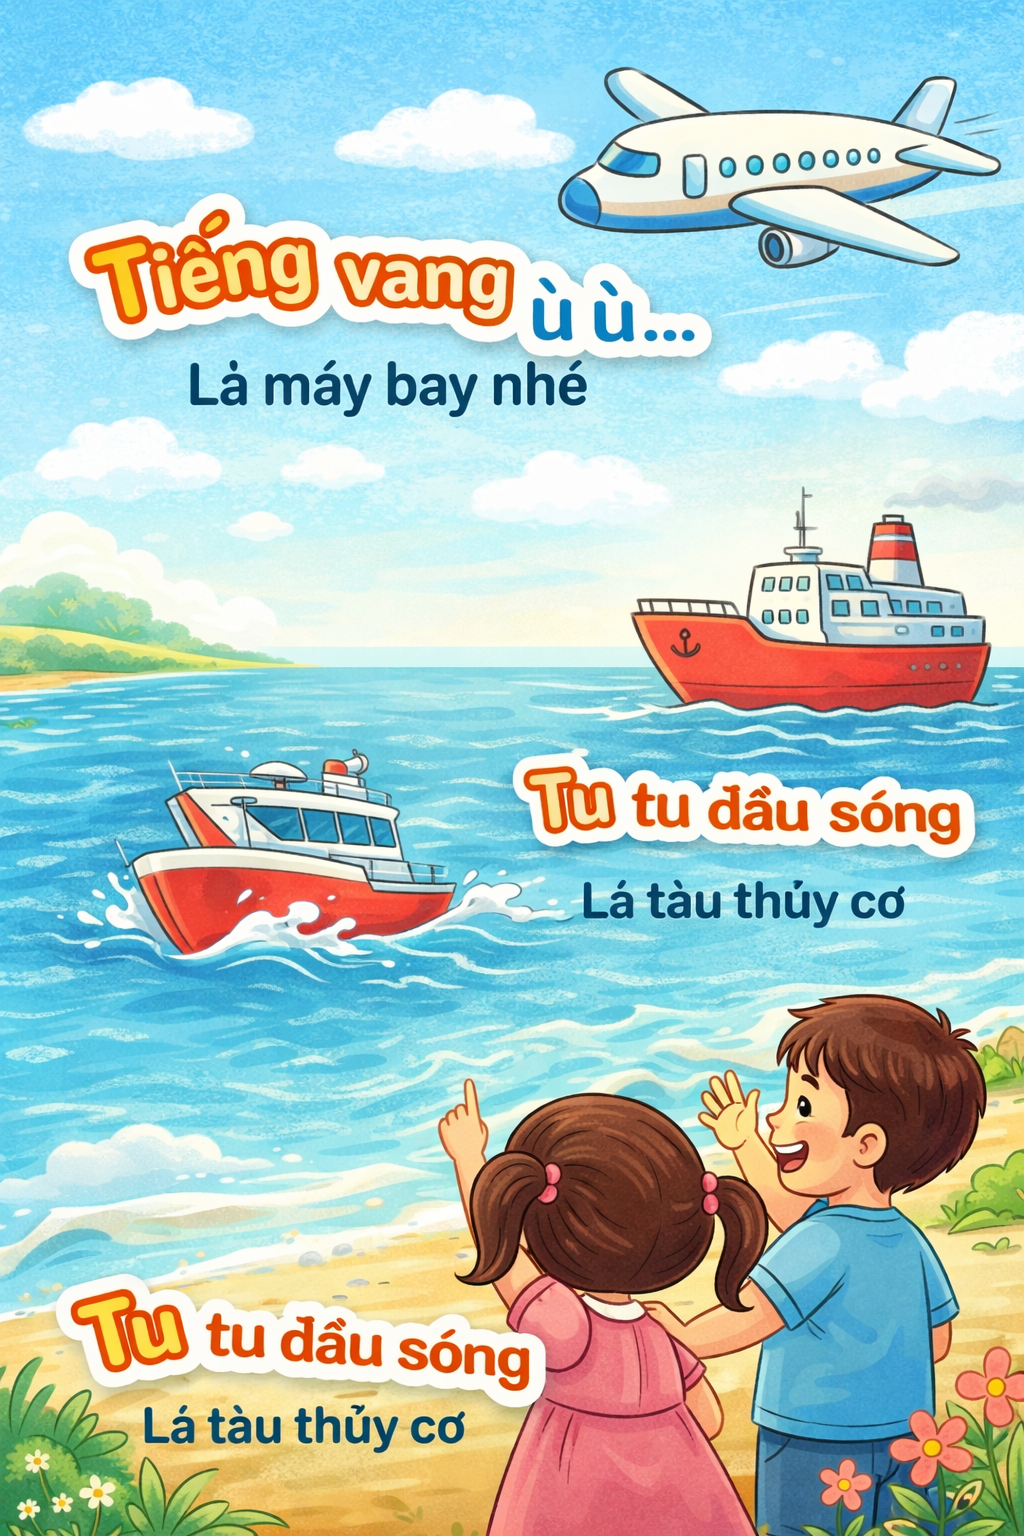 Tiếng vang ù ù...
Lả máy bay nhé
Tu tu đầu sóng
Lá tàu thủy cơ
Tu tu đầu sóng
Lá tàu thủy cơ